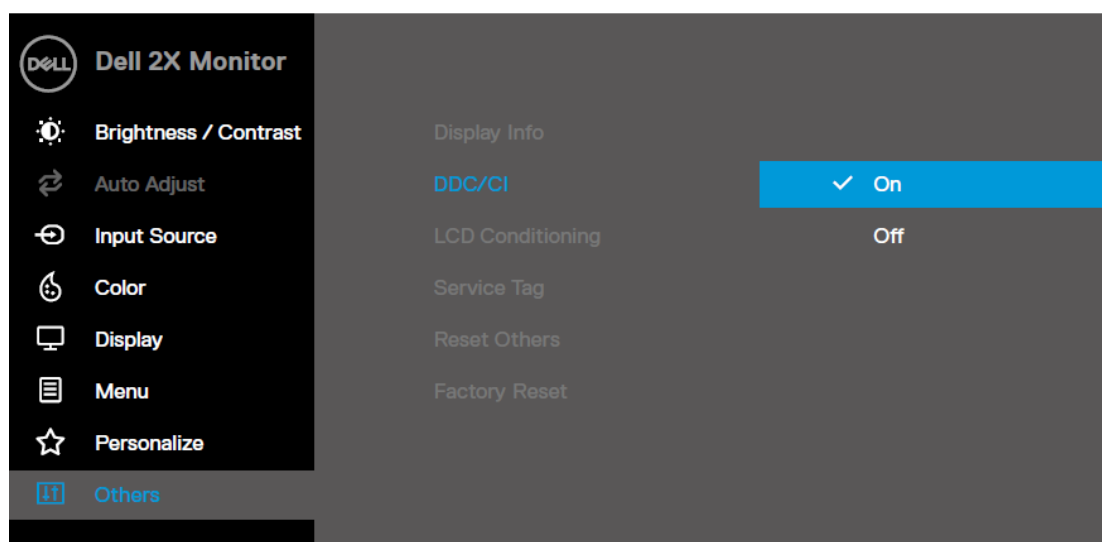 DELL Dell 2X Monitor
Brightness / Contrast Display Info
Auto Adjust DDC/CI On
Input Source LCD Conditioning Off
Color Service Tag
Display Reset Others
Menu Factory Reset
Personalize
Others